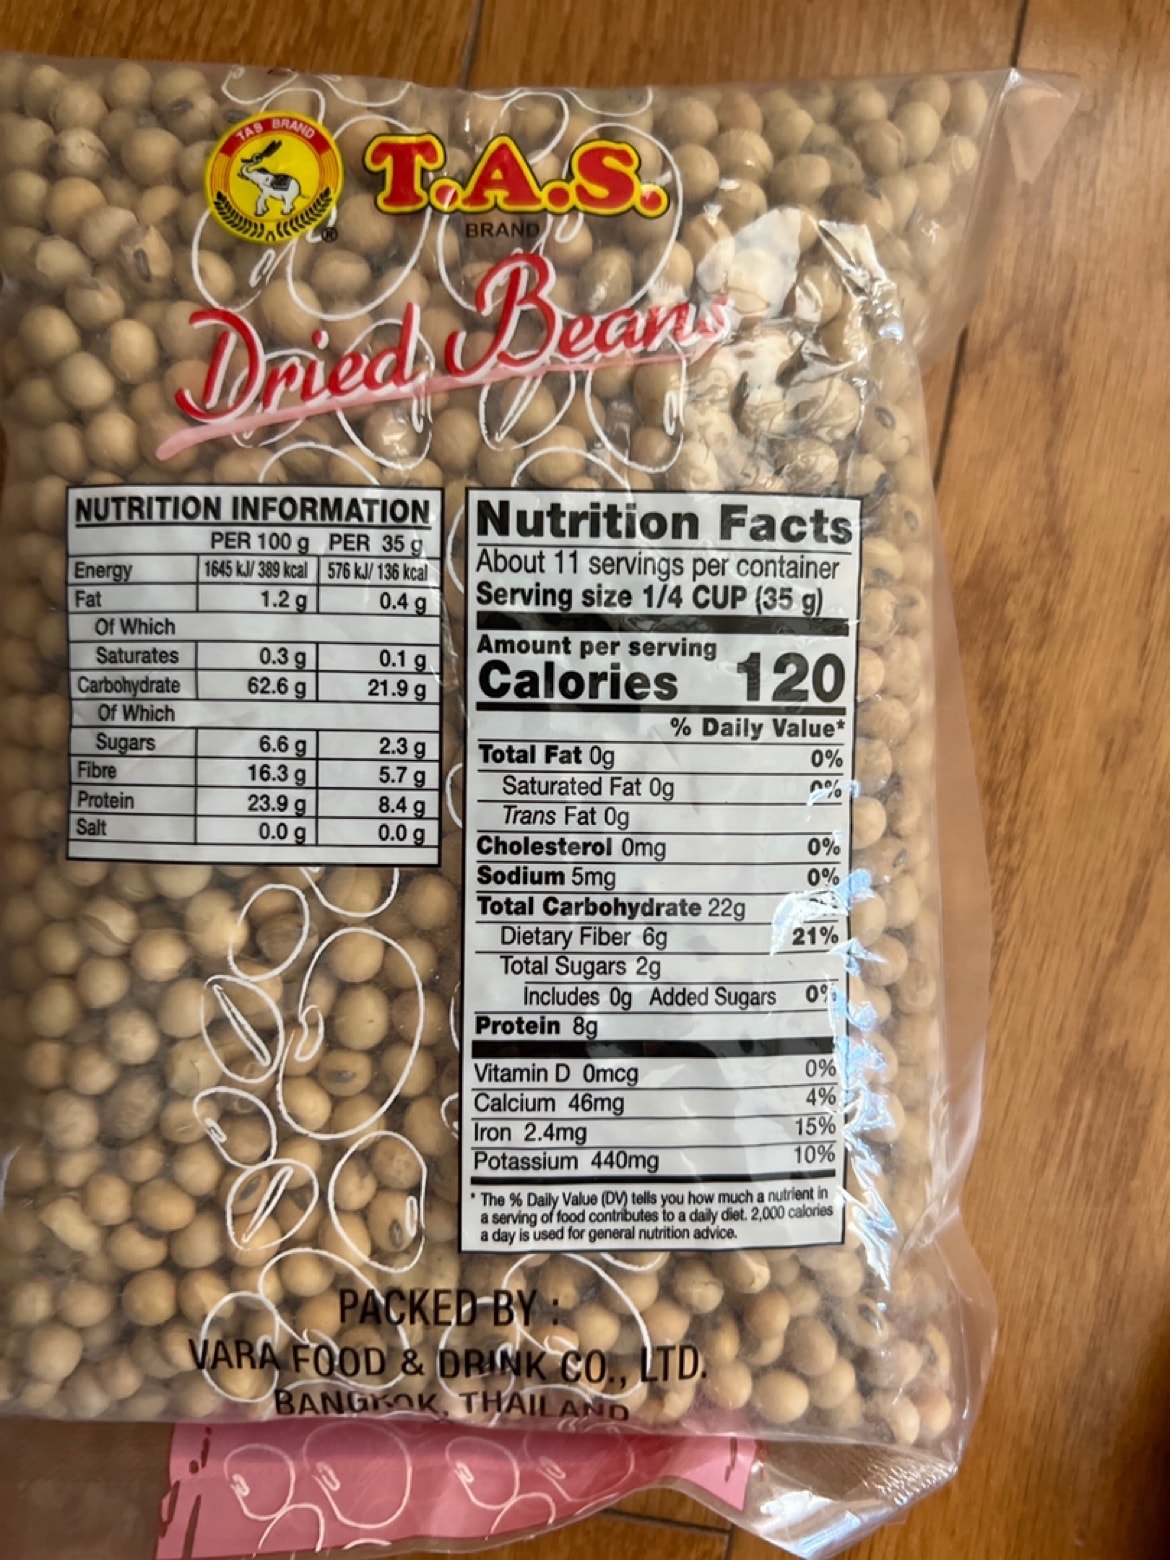 TAS BRAND
®
T.A.S.
BRAND
Dried Beans
NUTRITION INFORMATION
PER 100 g PER 35 g
Energy 1645 kJ/ 389 kcal 576 kJ/ 136 kcal
Fat 1.2 g 0.4 g
Of Which
Saturates 0.3 g 0.1 g
Carbohydrate 62.6 g 21.9 g
Of Which
Sugars 6.6 g 2.3 g
Fibre 16.3 g 5.7 g
Protein 23.9 g 8.4 g
Salt 0.0 g 0.0 g
Nutrition Facts
About 11 servings per container
Serving size 1/4 CUP (35 g)
Amount per serving
Calories 120
% Daily Value*
Total Fat 0g 0%
Saturated Fat 0g 0%
Trans Fat 0g
Cholesterol 0mg 0%
Sodium 5mg 0%
Total Carbohydrate 22g
Dietary Fiber 6g 21%
Total Sugars 2g
Includes 0g Added Sugars 0%
Protein 8g
Vitamin D 0mcg 0%
Calcium 46mg 4%
Iron 2.4mg 15%
Potassium 440mg 10%
* The % Daily Value (DV) tells you how much a nutrient in
a serving of food contributes to a daily diet. 2,000 calories
a day is used for general nutrition advice.
PACKED BY :
VARA FOOD & DRINK CO., LTD.
BANGKOK, THAILAND